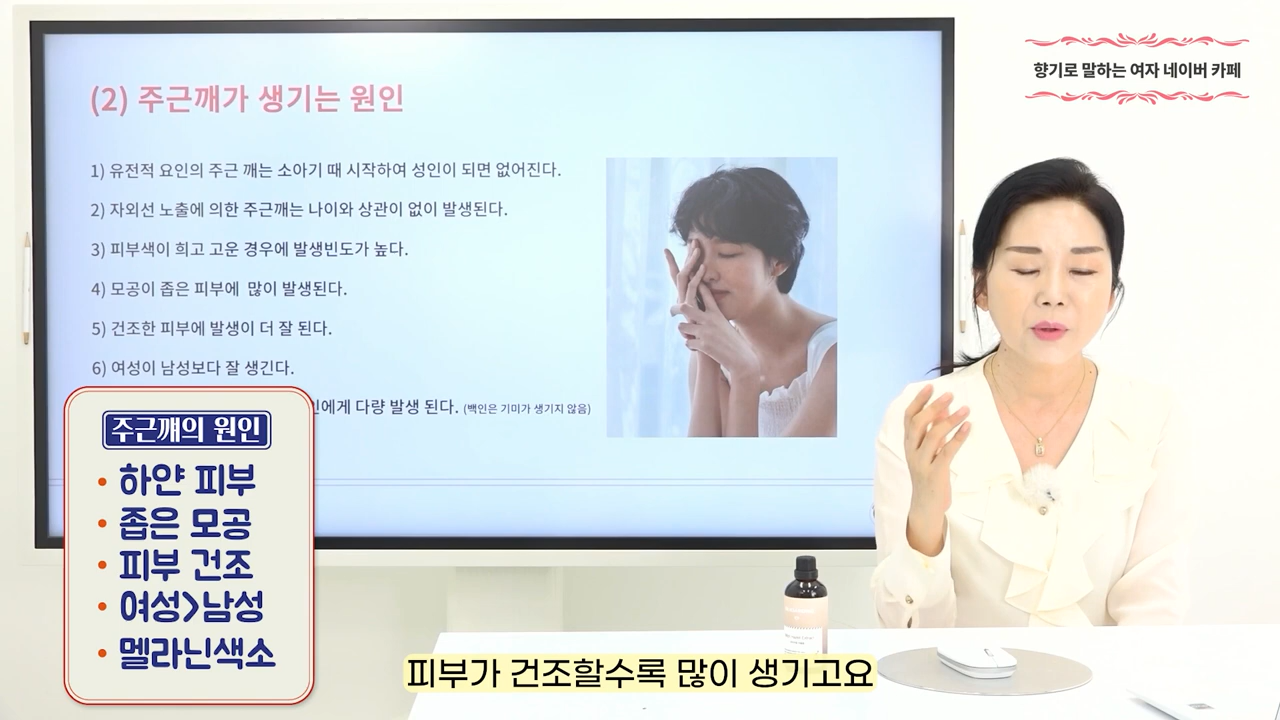 향기로 말하는 여자 네이버 카페
(2) 주근깨가 생기는 원인
1) 유전적 요인의 주근 깨는 소아기 때 시작하여 성인이 되면 없어진다.
2) 자외선 노출에 의한 주근깨는 나이와 상관이 없이 발생된다.
3) 피부색이 희고 고운 경우에 발생빈도가 높다.
4) 모공이 좁은 피부에 많이 발생된다.
5) 건조한 피부에 발생이 더 잘 된다.
6) 여성이 남성보다 잘 생긴다.
인에게 다량 발생 된다. (백인은 기미가 생기지 않음)
주근깨의 원인
• 하얀 피부
• 좁은 모공
• 피부 건조
• 여성>남성
• 멜라닌색소
피부가 건조할수록 많이 생기고요